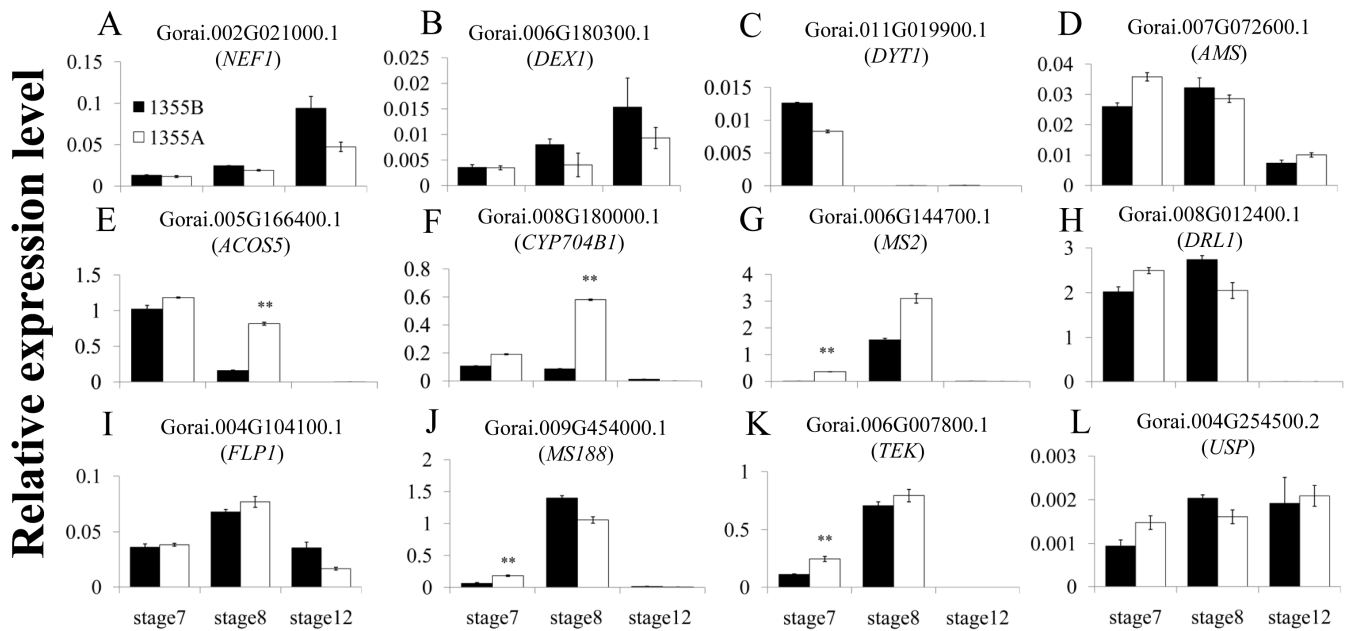 Relative expression level
A Gorai.002G021000.1
(NEF1)
0.15
0.1
0.05
0
1355B
1355A
B Gorai.006G180300.1
(DEX1)
0.025
0.02
0.015
0.01
0.005
0
C Gorai.011G019900.1
(DYT1)
0.015
0.01
0.005
0
D Gorai.007G072600.1
(AMS)
0.04
0.03
0.02
0.01
0
E Gorai.005G166400.1
(ACOS5)
1.5
1
0.5
0
**
F Gorai.008G180000.1
(CYP704B1)
0.8
0.6
0.4
0.2
0
**
G Gorai.006G144700.1
(MS2)
4
3
2
1
0
**
H Gorai.008G012400.1
(DRL1)
3
2
1
0
I Gorai.004G104100.1
(FLP1)
0.1
0.05
0
stage7 stage8 stage12
J Gorai.009G454000.1
(MS188)
2
1.5
1
0.5
0
**
stage7 stage8 stage12
K Gorai.006G007800.1
(TEK)
1
0.5
0
**
stage7 stage8 stage12
L Gorai.004G254500.2
(USP)
0.003
0.002
0.001
0
stage7 stage8 stage12